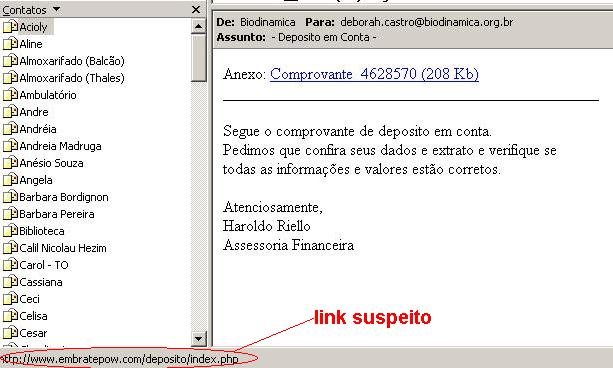 Contatos
Acioly
Aline
Almoxarifado (Balcão)
Almoxarifado (Thales)
Ambulatório
Andre
Andréia
Andreia Madruga
Anésio Souza
Angela
Barbara Bordignon
Barbara Pereira
Biblioteca
Calil Nicolau Hezim
Carol - TO
Cassiana
Ceci
Celisa
Cesar
De: Biodinamica Para: deborah.castro@biodinamica.org.br
Assunto: - Deposito em Conta -
Anexo: Comprovante 4628570 (208 Kb)
Segue o comprovante de deposito em conta.
Pedimos que confira seus dados e extrato e verifique se
todas as informações e valores estão corretos.
Atenciosamente,
Haroldo Riello
Assessoria Financeira
link suspeito
http://www.embratepow.com/deposito/index.php